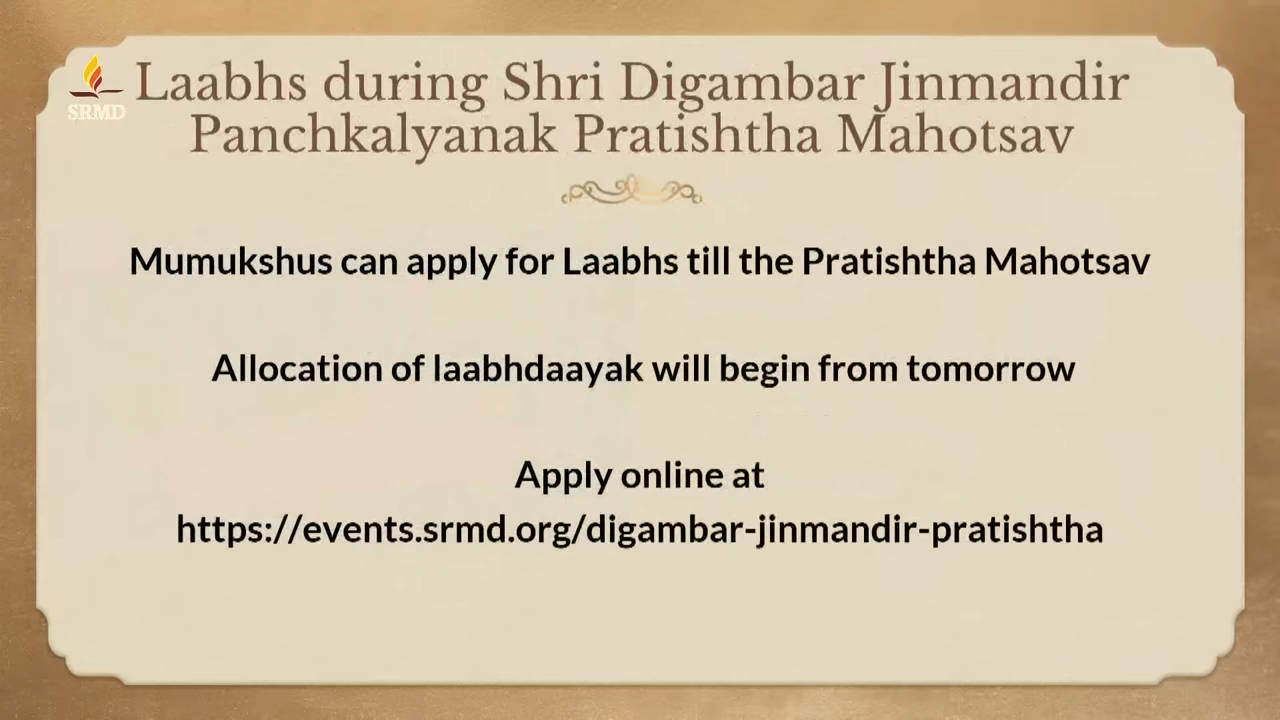 SRMD
Laabhs during Shri Digambar Jinmandir
Panchkalyanak Pratishtha Mahotsav
Mumukshus can apply for Laabhs till the Pratishtha Mahotsav
Allocation of laabhdaayak will begin from tomorrow
Apply online at
https://events.srmd.org/digambar-jinmandir-pratishtha